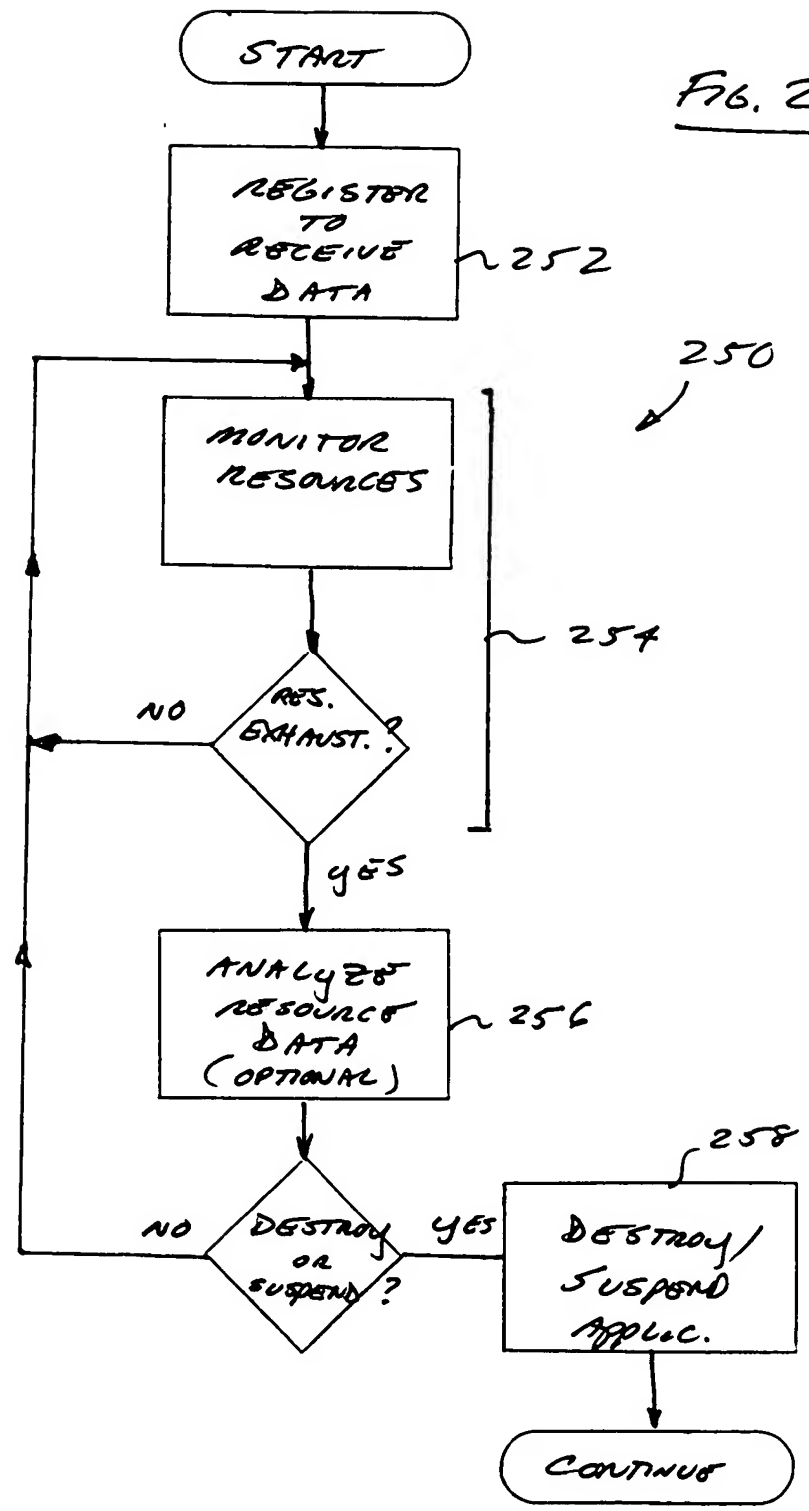 START
FIG. 2
REGISTER
TO
RECEIVE
DATA
252
250
MONITOR
RESOURCES
254
RES.
EXHAUST.?
NO
YES
ANALYZE
RESOURCE
DATA
(OPTIONAL)
256
258
NO
DESTROY
OR
SUSPEND?
YES
DESTROY/
SUSPEND
APPLIC.
CONTINUE